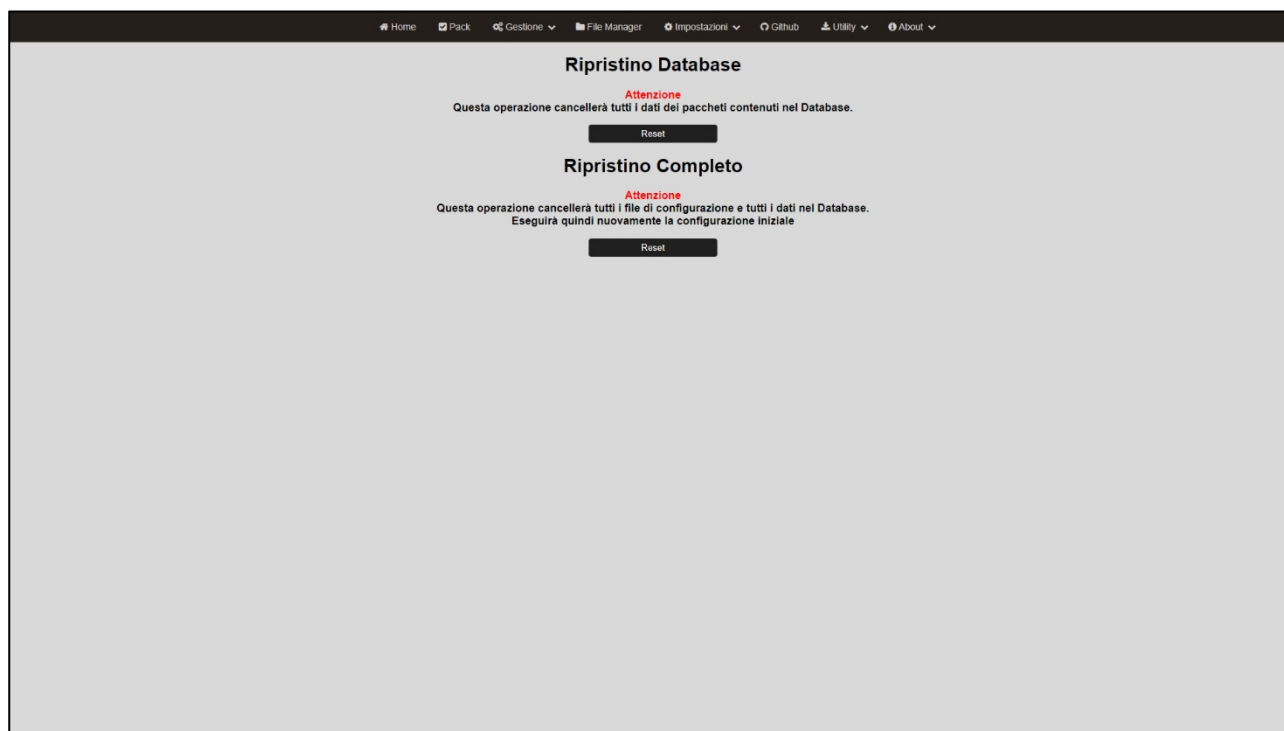 Home Pack Gestione File Manager Impostazioni Github Utility About
Ripristino Database
Attenzione
Questa operazione cancellerà tutti i dati dei paccheti contenuti nel Database.
Reset
Ripristino Completo
Attenzione
Questa operazione cancellerà tutti i file di configurazione e tutti i dati nel Database.
Eseguirà quindi nuovamente la configurazione iniziale
Reset